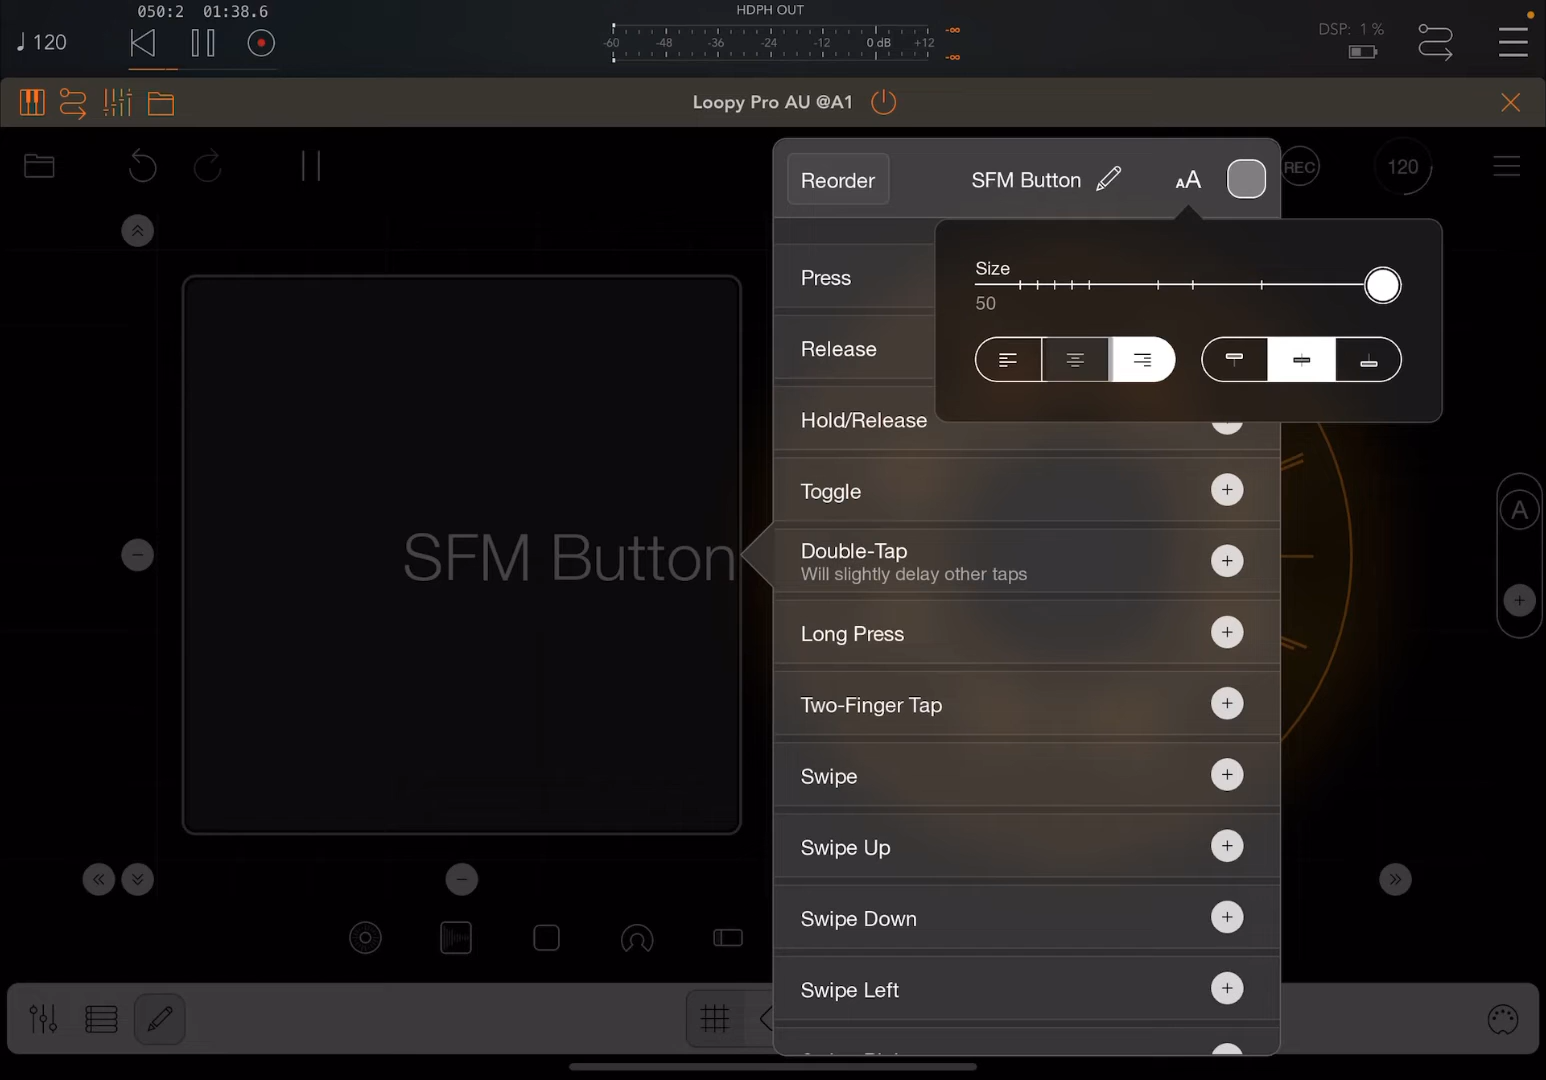 050:2 01:38.6
HDPH OUT
120
-60 -48 -36 -24 -12 0 dB +12
-∞
-∞
DSP: 1 %
Loopy Pro AU @A1
Reorder
SFM Button
AA
REC
120
Press
Size
50
Release
Hold/Release
Toggle
A
SFM Button
Double-Tap
Will slightly delay other taps
Long Press
Two-Finger Tap
Swipe
Swipe Up
Swipe Down
Swipe Left